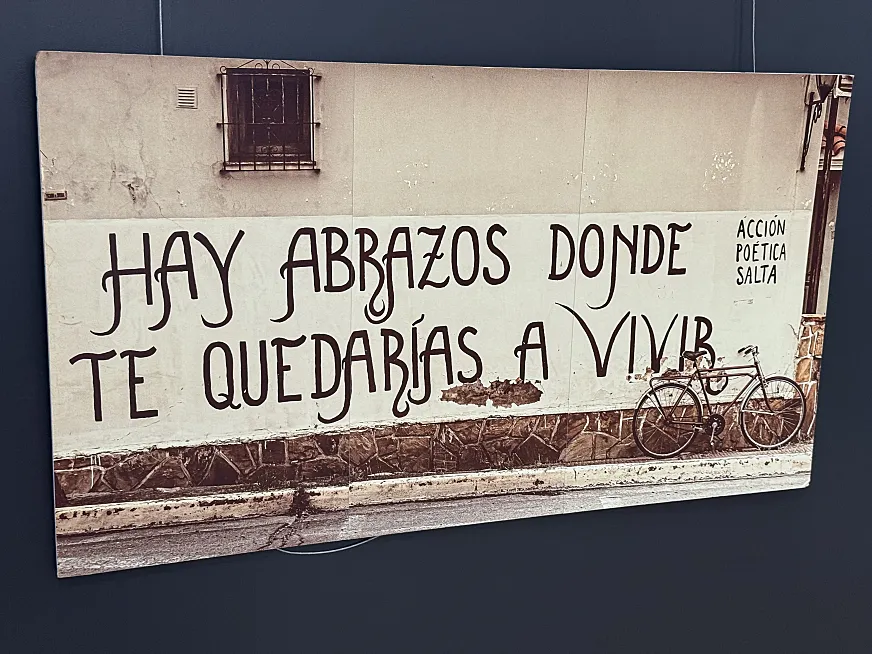 HAY ABRAZOS DONDE
TE QUEDARÍAS A VIVIR
ACCIÓN
POÉTICA
SALTA